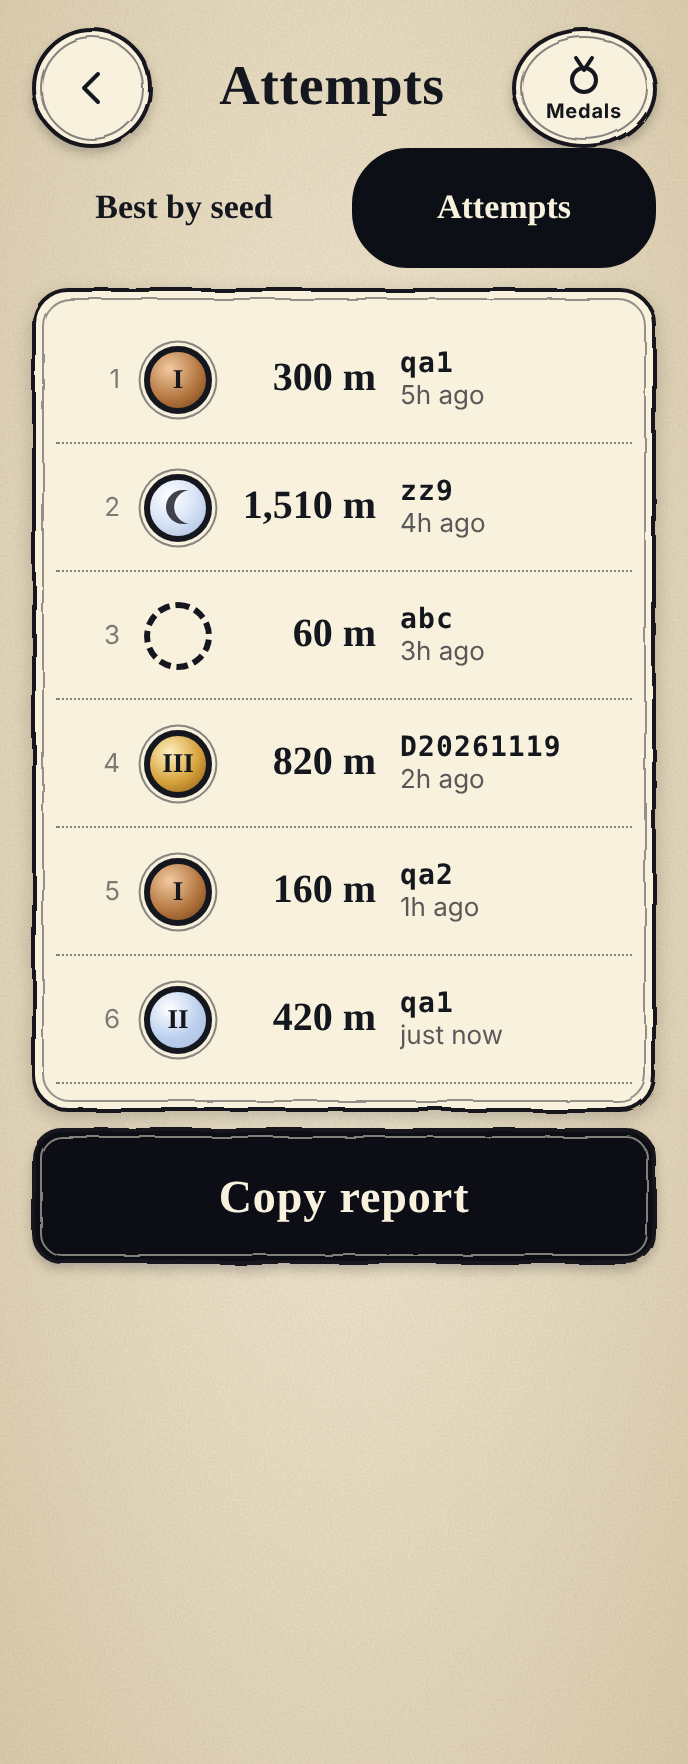 Attempts
Medals
Best by seed
Attempts
1 I 300 m qa1
5h ago
2 1,510 m zz9
4h ago
3 60 m abc
3h ago
4 III 820 m D20261119
2h ago
5 I 160 m qa2
1h ago
6 II 420 m qa1
just now
Copy report